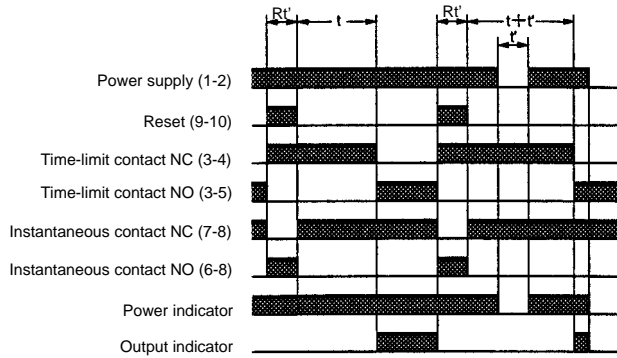 Rt' t Rt' t+t'
t'
Power supply (1-2)
Reset (9-10)
Time-limit contact NC (3-4)
Time-limit contact NO (3-5)
Instantaneous contact NC (7-8)
Instantaneous contact NO (6-8)
Power indicator
Output indicator